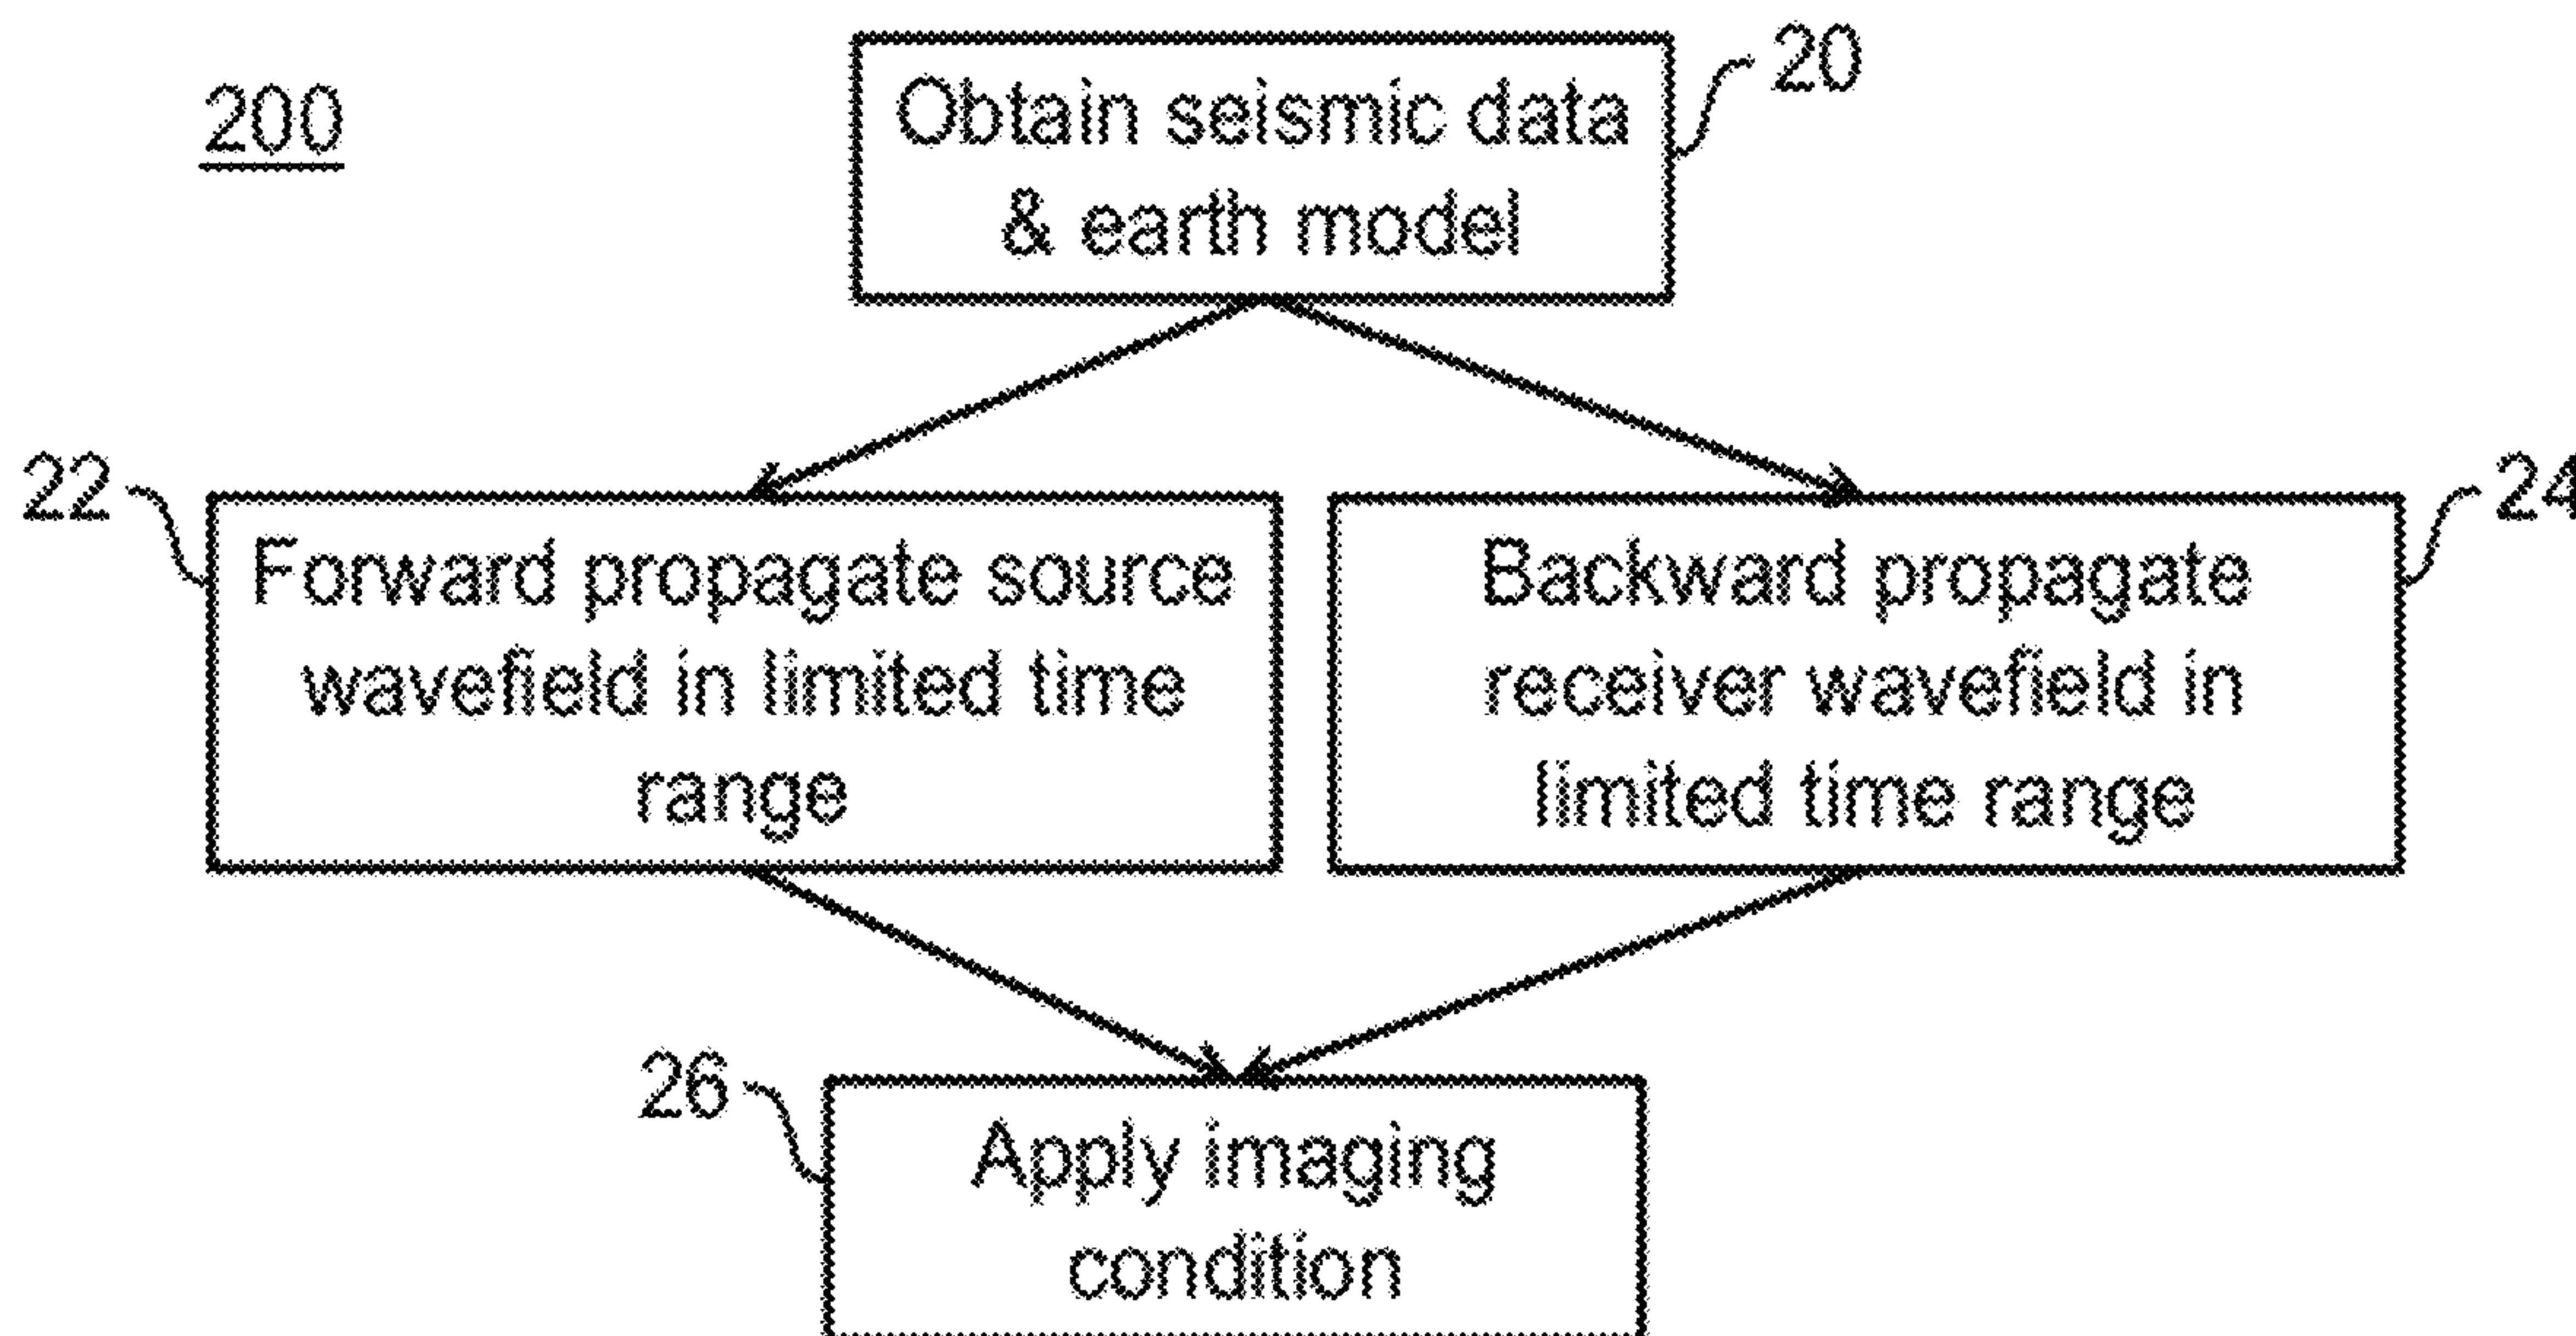 200
Obtain seismic data
& earth model
20
22
Forward propagate source
wavefield in limited time
range
Backward propagate
receiver wavefield in
limited time range
24
26
Apply imaging
condition